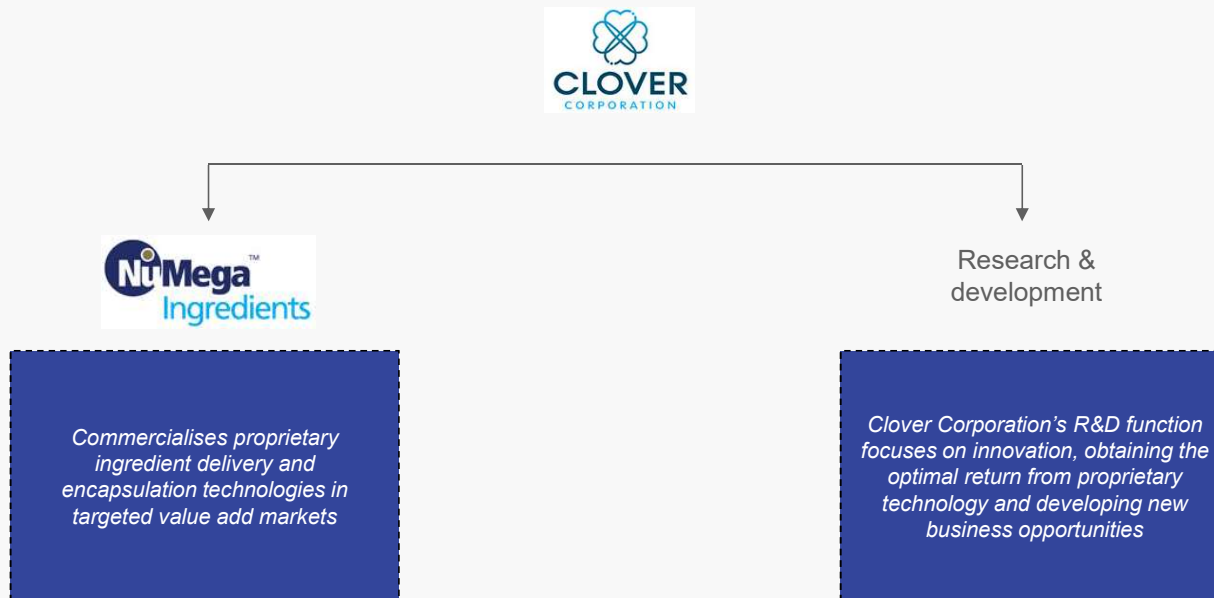 CLOVER
CORPORATION
NuMega™
Ingredients
Research &
development
Commercialises proprietary
ingredient delivery and
encapsulation technologies in
targeted value add markets
Clover Corporation’s R&D function
focuses on innovation, obtaining the
optimal return from proprietary
technology and developing new
business opportunities